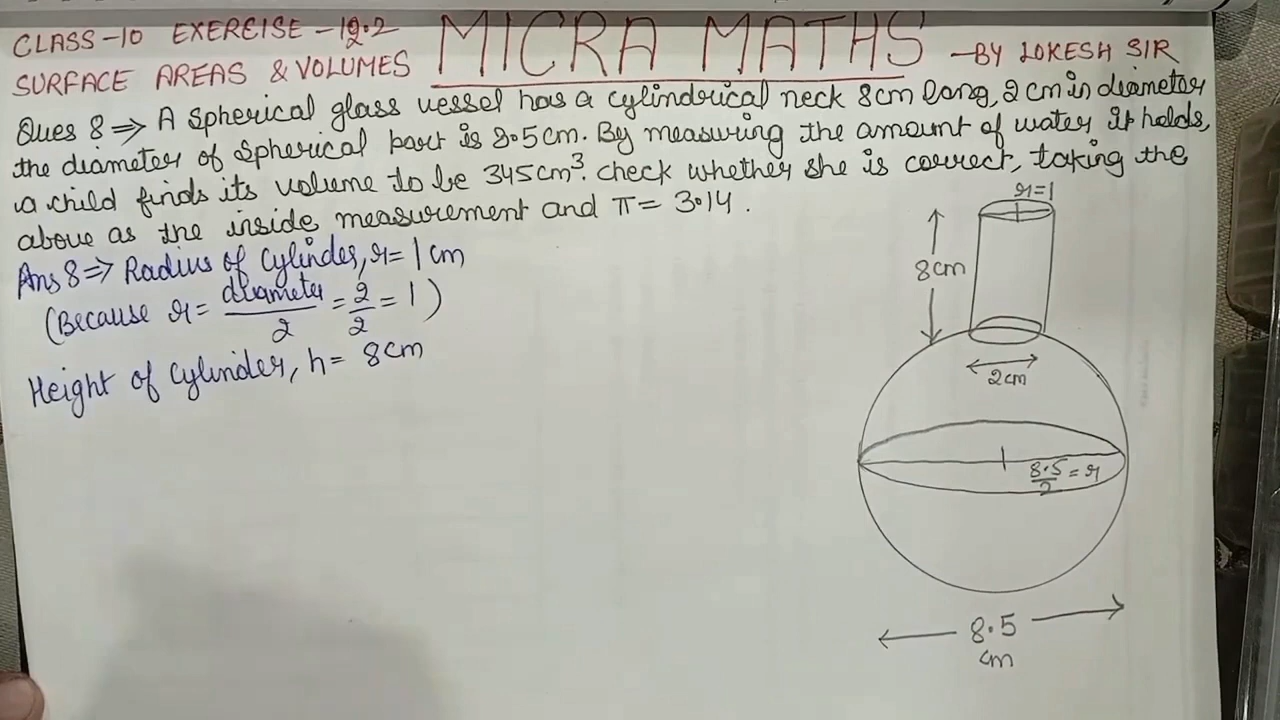 CLASS-10 EXERCISE-12.2
SURFACE AREAS & VOLUMES
MICRA MATHS
-BY LOKESH SIR
Ques 8⇒ A Spherical glass vessel has a cylindrical neck 8cm long, 2 cm in diameter
the diameter of spherical part is 8.5cm. By measuring the amount of water it holds,
a child finds its volume to be 345cm³. check whether she is correct, taking the
above as the inside measurement and π = 3.14.
Ans 8⇒ Radius of Cylinder, r = 1 cm
(Because r = diameter/2 = 2/2 = 1)
Height of cylinder, h = 8cm
r=1
8cm
2cm
8.5/2 = r
8.5
cm